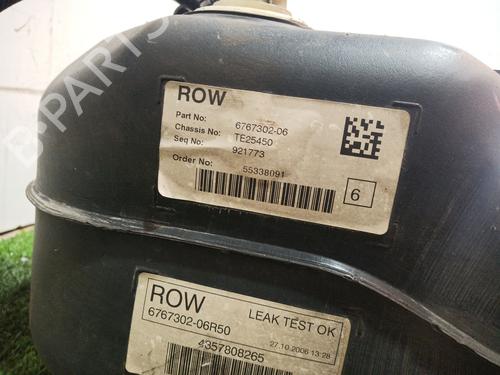 B-PARTS
ROW
Part No: 6767302-06
Chassis No: TE25450
Seq No: 921773
Order No: 55338091
6
ROW
LEAK TEST OK
6767302-06R50
27.10.2006 13:28
4357808265